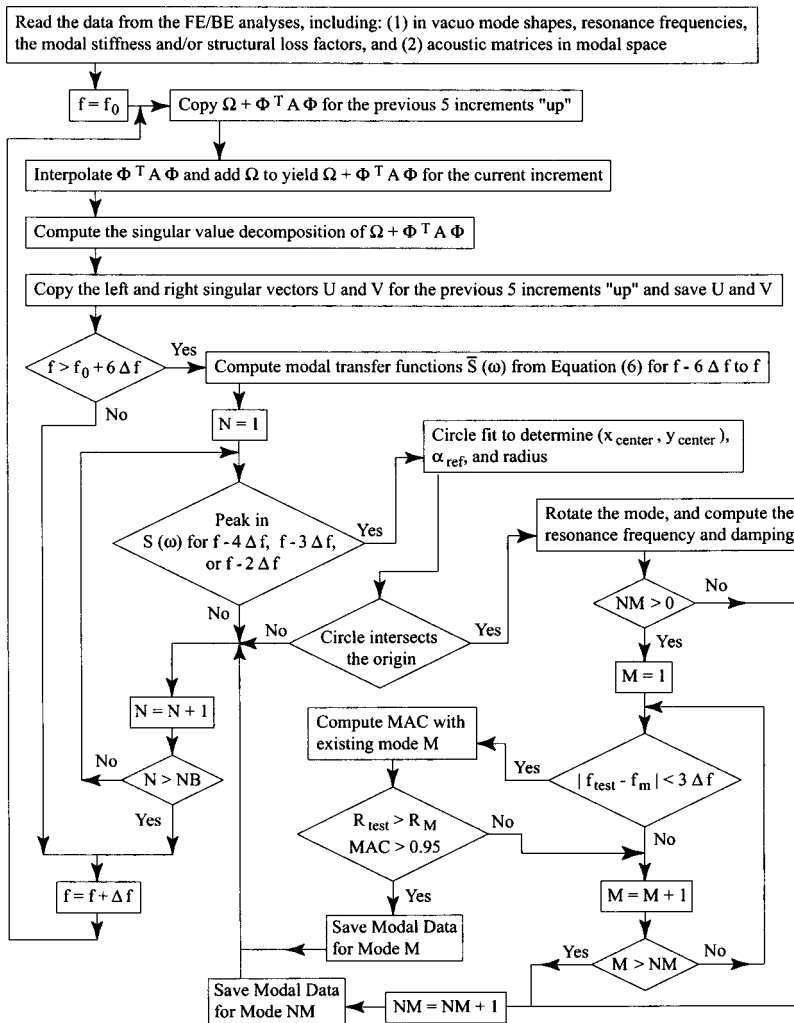 Read the data from the FE/BE analyses, including: (1) in vacuo mode shapes, resonance frequencies,
the modal stiffness and/or structural loss factors, and (2) acoustic matrices in modal space
f = f₀
Copy Ω + Φ ᵀ A Φ for the previous 5 increments "up"
Interpolate Φ ᵀ A Φ and add Ω to yield Ω + Φ ᵀ A Φ for the current increment
Compute the singular value decomposition of Ω + Φ ᵀ A Φ
Copy the left and right singular vectors U and V for the previous 5 increments "up" and save U and V
f > f₀ + 6 Δ f
Yes
No
Compute modal transfer functions S̅ (ω) from Equation (6) for f - 6 Δ f to f
N = 1
Circle fit to determine (x_center , y_center ),
α_ref, and radius
Peak in
S (ω) for f - 4 Δ f, f - 3 Δ f,
or f - 2 Δ f
Yes
No
Rotate the mode, and compute the
resonance frequency and damping
Circle intersects
the origin
No
Yes
NM > 0
No
Yes
M = 1
N = N + 1
N > NB
No
Yes
Compute MAC with
existing mode M
| f_test - f_m | < 3 Δ f
Yes
No
R_test > R_M
MAC > 0.95
No
Yes
f = f + Δ f
M = M + 1
Save Modal Data
for Mode M
M > NM
Yes
No
Save Modal Data
for Mode NM
NM = NM + 1